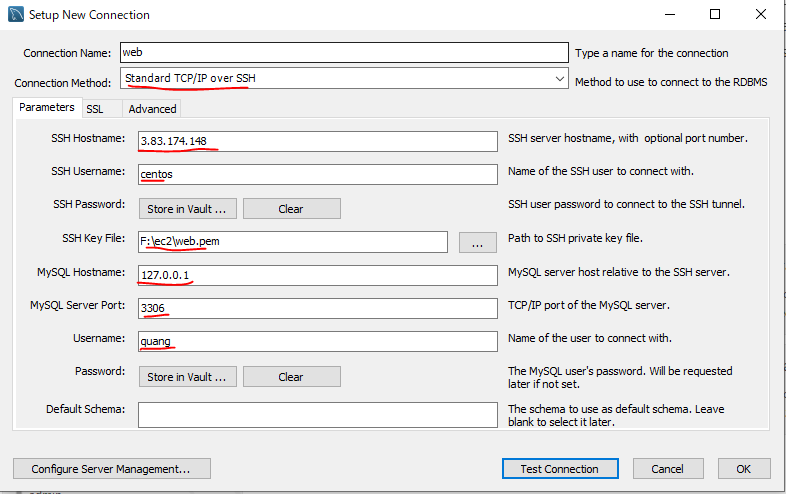 Setup New Connection
Connection Name: web Type a name for the connection
Connection Method: Standard TCP/IP over SSH Method to use to connect to the RDBMS
Parameters SSL Advanced
SSH Hostname: 3.83.174.148 SSH server hostname, with optional port number.
SSH Username: centos Name of the SSH user to connect with.
SSH Password: Store in Vault ... Clear SSH user password to connect to the SSH tunnel.
SSH Key File: F:\ec2\web.pem ... Path to SSH private key file.
MySQL Hostname: 127.0.0.1 MySQL server host relative to the SSH server.
MySQL Server Port: 3306 TCP/IP port of the MySQL server.
Username: quang Name of the user to connect with.
Password: Store in Vault ... Clear The MySQL user's password. Will be requested
later if not set.
Default Schema: The schema to use as default schema. Leave
blank to select it later.
Configure Server Management... Test Connection Cancel OK